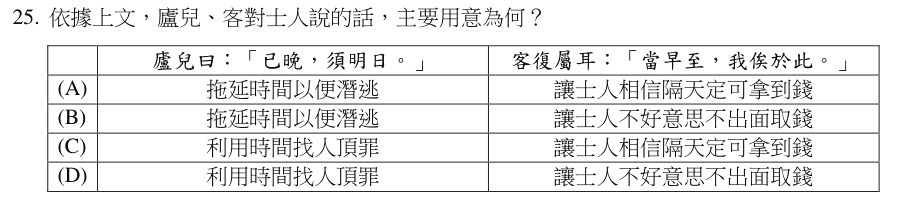 25. 依據上文，廬兒、客對士人說的話，主要用意為何？
廬兒曰：「已晚，須明日。」 客復屬耳：「當早至，我俟於此。」
(A) 拖延時間以便潛逃 讓士人相信隔天定可拿到錢
(B) 拖延時間以便潛逃 讓士人不好意思不出面取錢
(C) 利用時間找人頂罪 讓士人相信隔天定可拿到錢
(D) 利用時間找人頂罪 讓士人不好意思不出面取錢